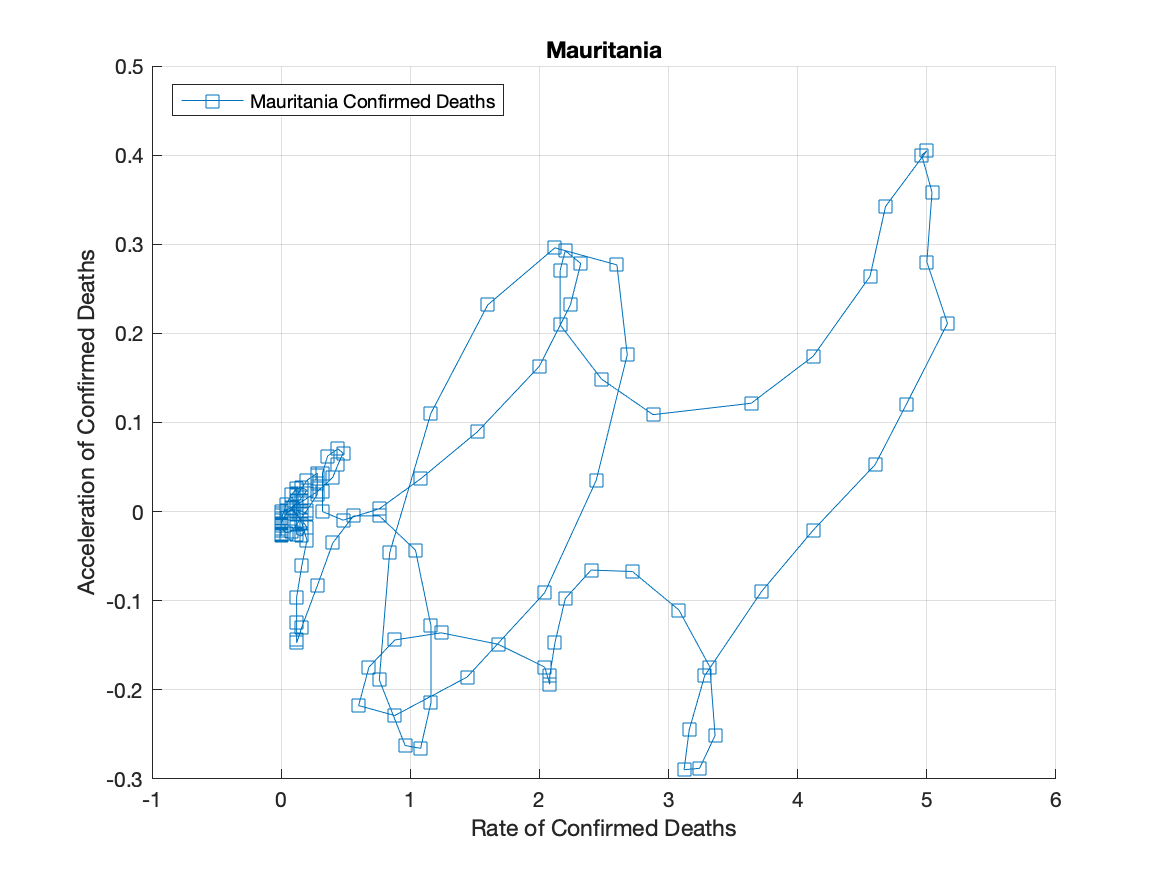 Mauritania
Mauritania Confirmed Deaths
0.5
0.4
0.3
0.2
0.1
0
-0.1
-0.2
-0.3
-1 0 1 2 3 4 5 6
Acceleration of Confirmed Deaths
Rate of Confirmed Deaths